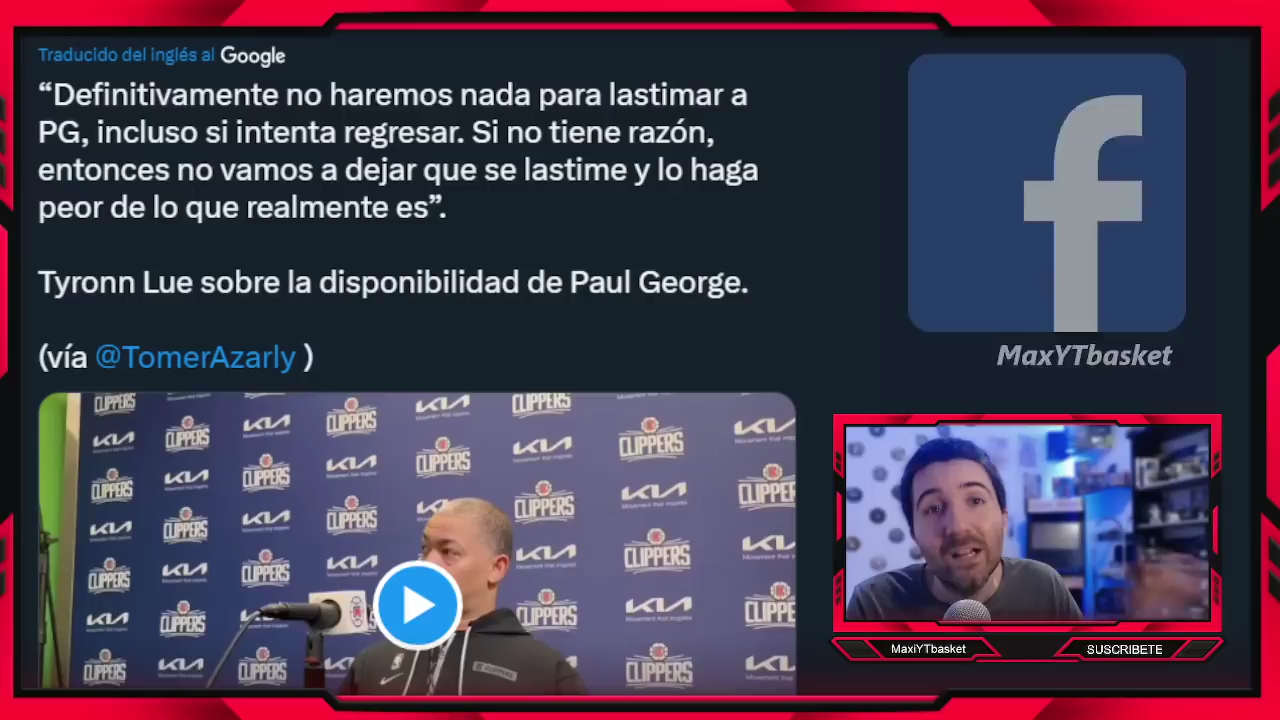 Traducido del inglés al Google
“Definitivamente no haremos nada para lastimar a
PG, incluso si intenta regresar. Si no tiene razón,
entonces no vamos a dejar que se lastime y lo haga
peor de lo que realmente es”.
Tyronn Lue sobre la disponibilidad de Paul George.
(vía @TomerAzarly )
MaxYTbasket
CLIPPERS
KIA
MaxiYTbasket
SUSCRIBETE